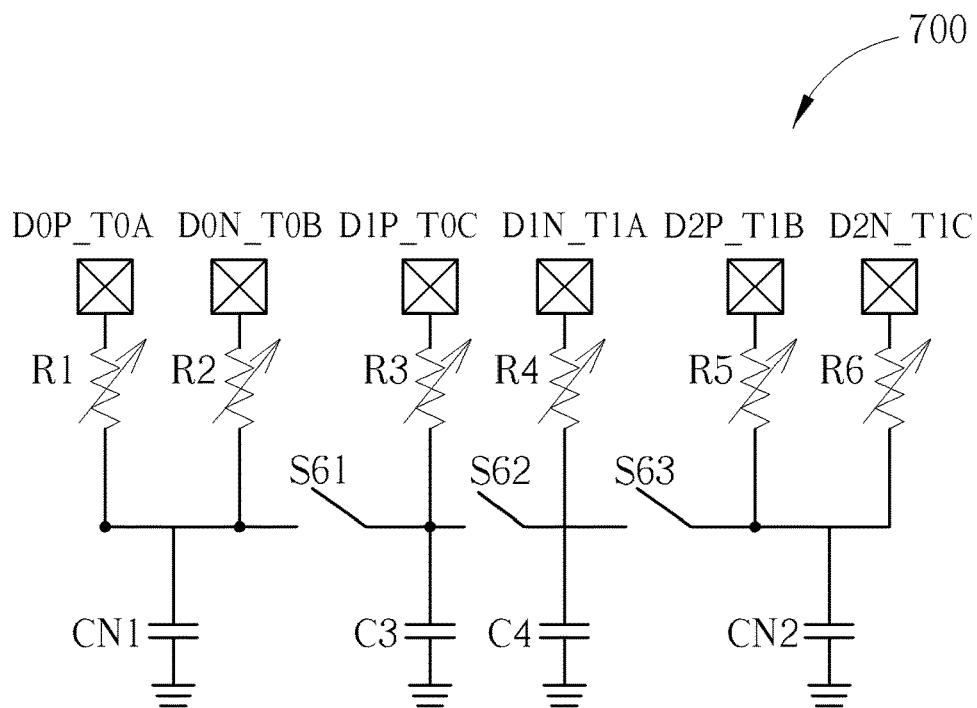 700
D0P_T0A D0N_T0B D1P_T0C D1N_T1A D2P_T1B D2N_T1C
R1 R2 R3 R4 R5 R6
S61 S62 S63
CN1 C3 C4 CN2